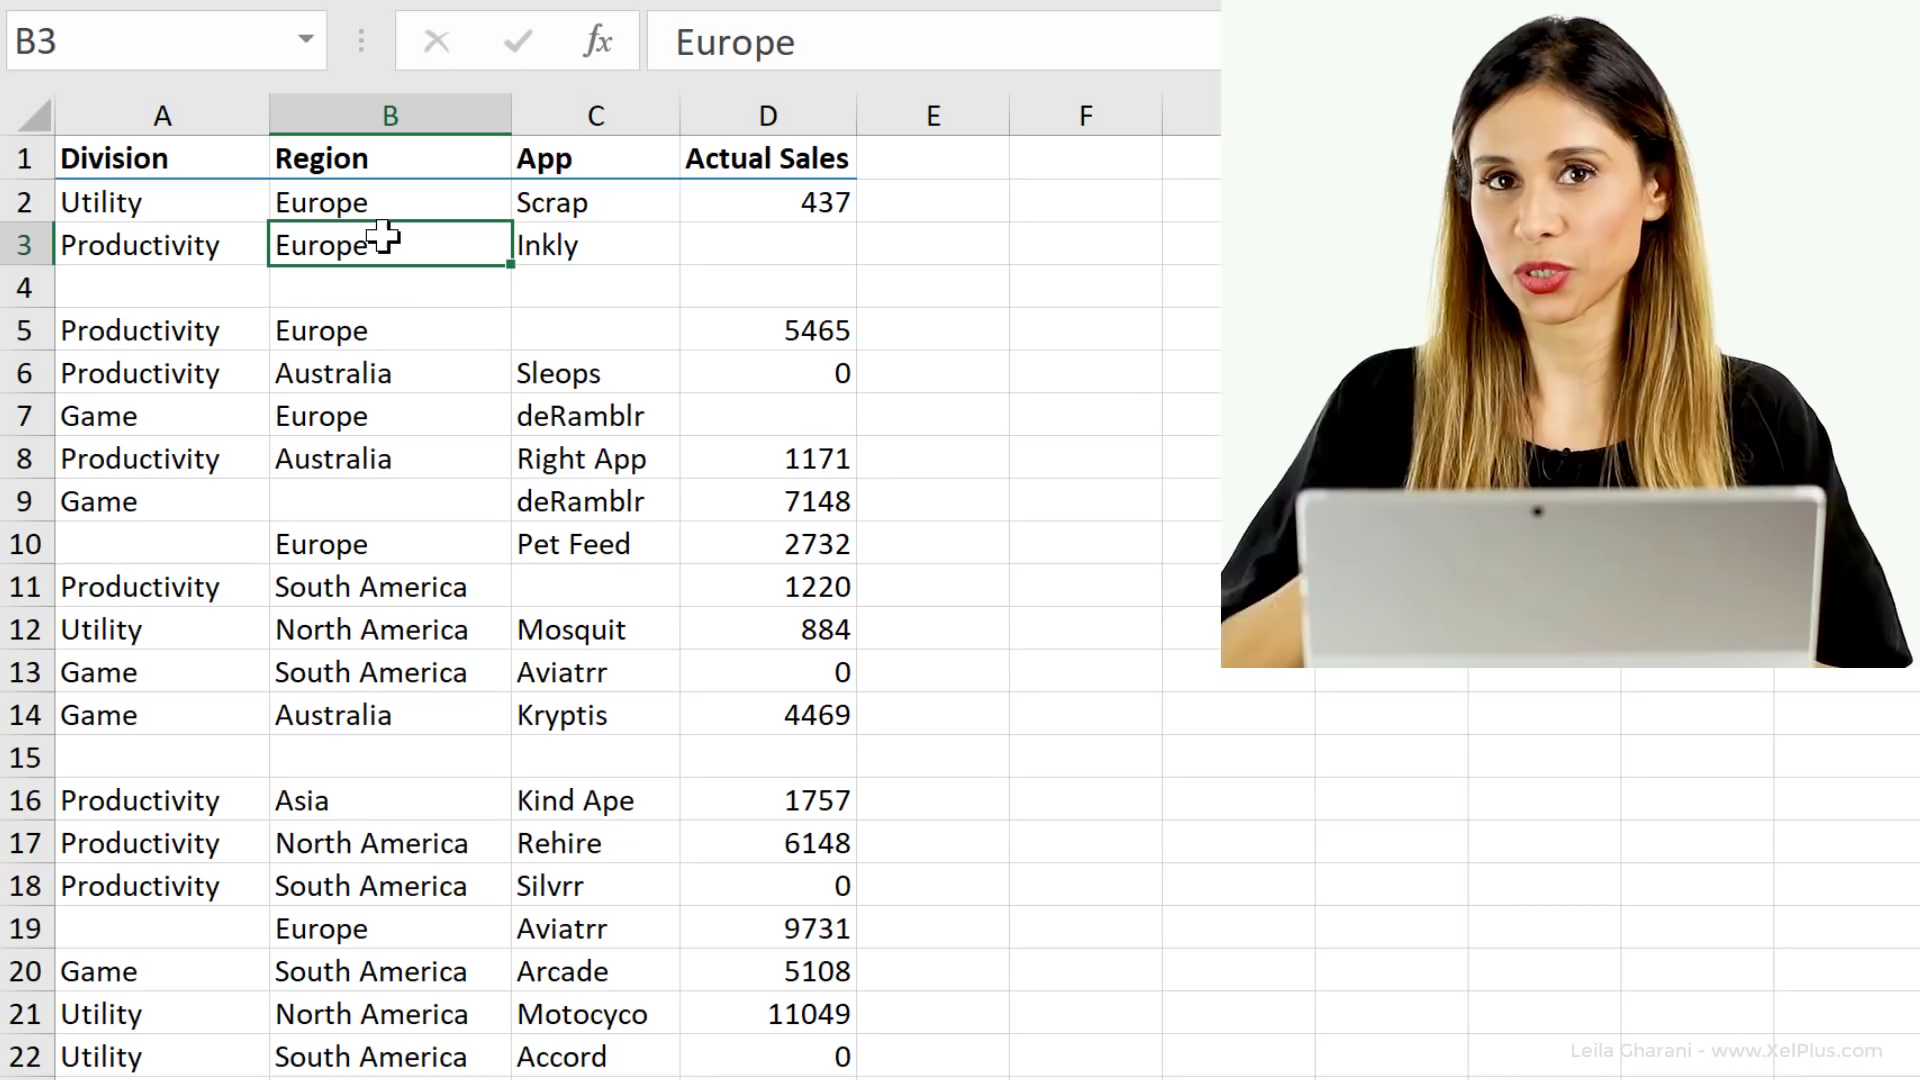 B3 fx Europe
A B C D E F
1 Division Region App Actual Sales
2 Utility Europe Scrap 437
3 Productivity Europe Inkly
4
5 Productivity Europe 5465
6 Productivity Australia Sleops 0
7 Game Europe deRamblr
8 Productivity Australia Right App 1171
9 Game deRamblr 7148
10 Europe Pet Feed 2732
11 Productivity South America 1220
12 Utility North America Mosquit 884
13 Game South America Aviatrr 0
14 Game Australia Kryptis 4469
15
16 Productivity Asia Kind Ape 1757
17 Productivity North America Rehire 6148
18 Productivity South America Silvrr 0
19 Europe Aviatrr 9731
20 Game South America Arcade 5108
21 Utility North America Motocyco 11049
22 Utility South America Accord 0
Leila Gharani - www.XelPlus.com